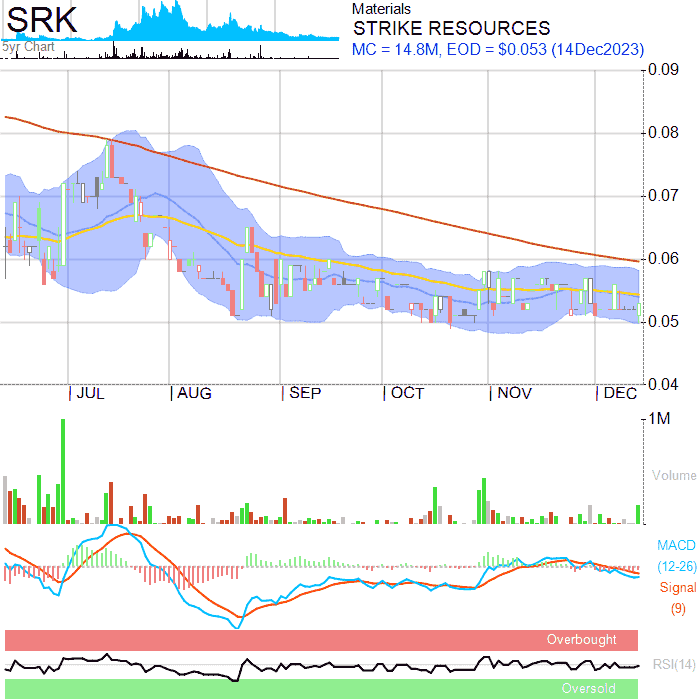 SRK
5yr Chart
Materials
STRIKE RESOURCES
MC = 14.8M, EOD = $0.053 (14Dec2023)
0.09
0.08
0.07
0.06
0.05
0.04
JUL AUG SEP OCT NOV DEC
1M
Volume
MACD
(12-26)
Signal
(9)
Overbought
RSI(14)
Oversold